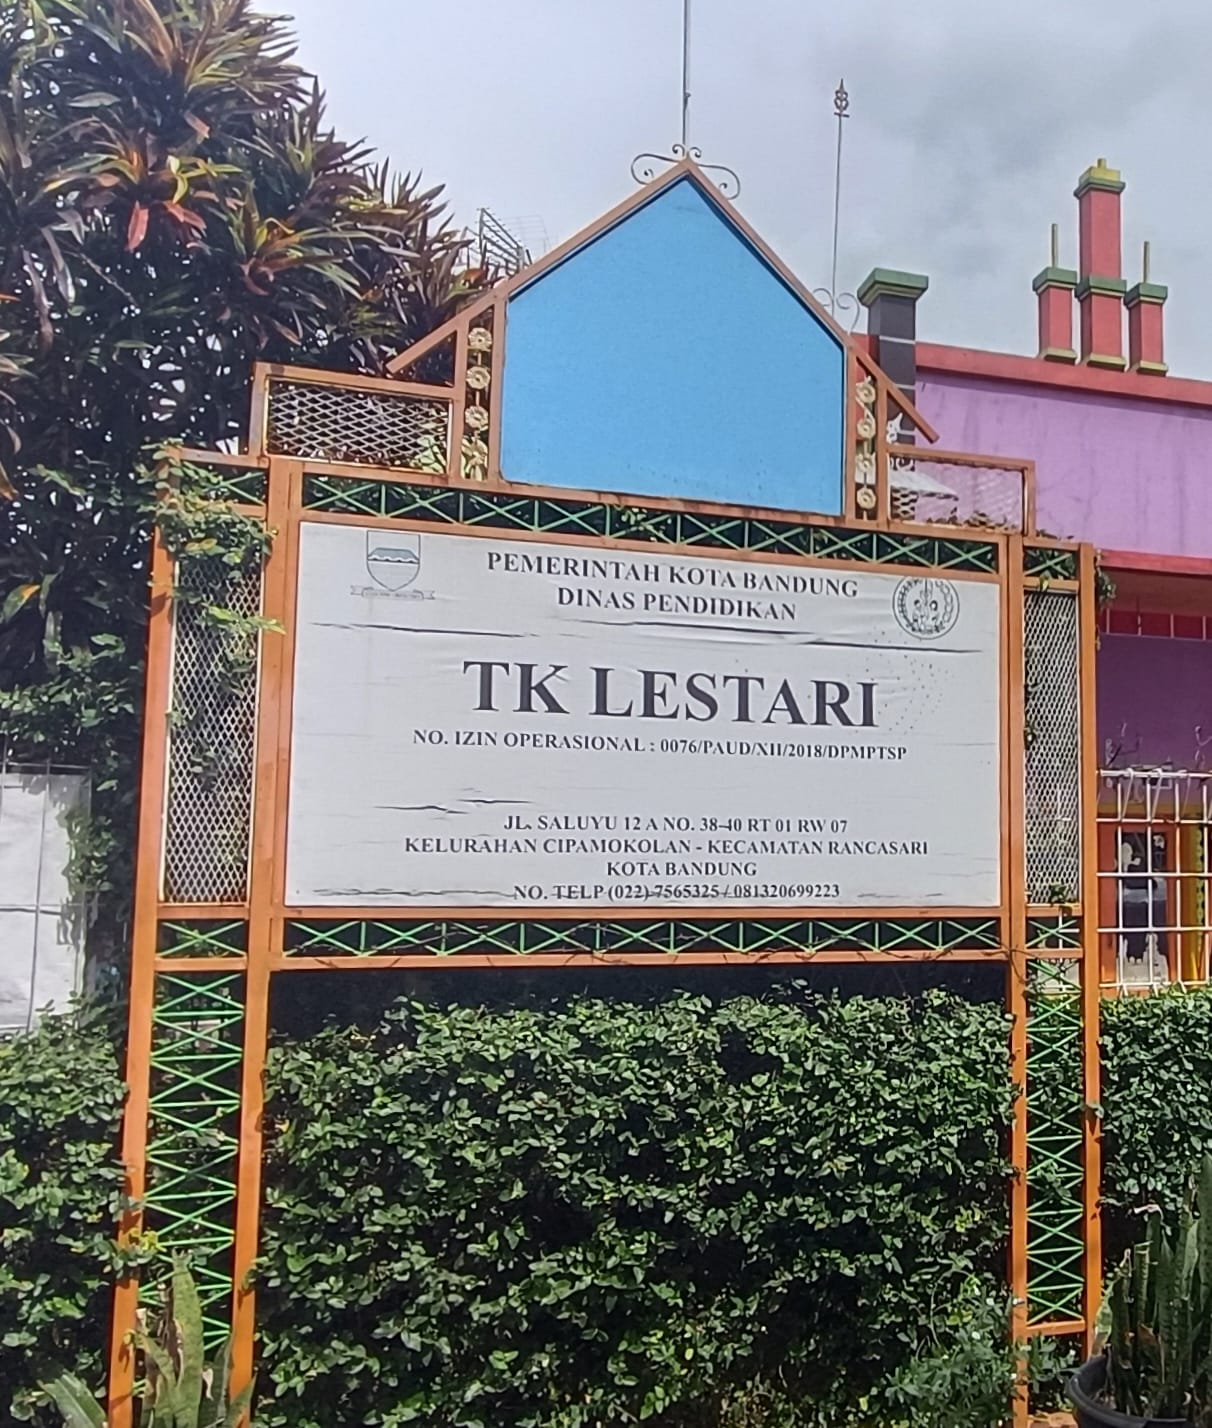 PEMERINTAH KOTA BANDUNG
DINAS PENDIDIKAN
TK LESTARI
NO. IZIN OPERASIONAL : 0076/PAUD/XII/2018/DPMPTSP
JL. SALUYU 12 A NO. 38-40 RT 01 RW 07
KELURAHAN CIPAMOKOLAN - KECAMATAN RANCASARI
KOTA BANDUNG
NO. TELP (022) 7565325 / 081320699223